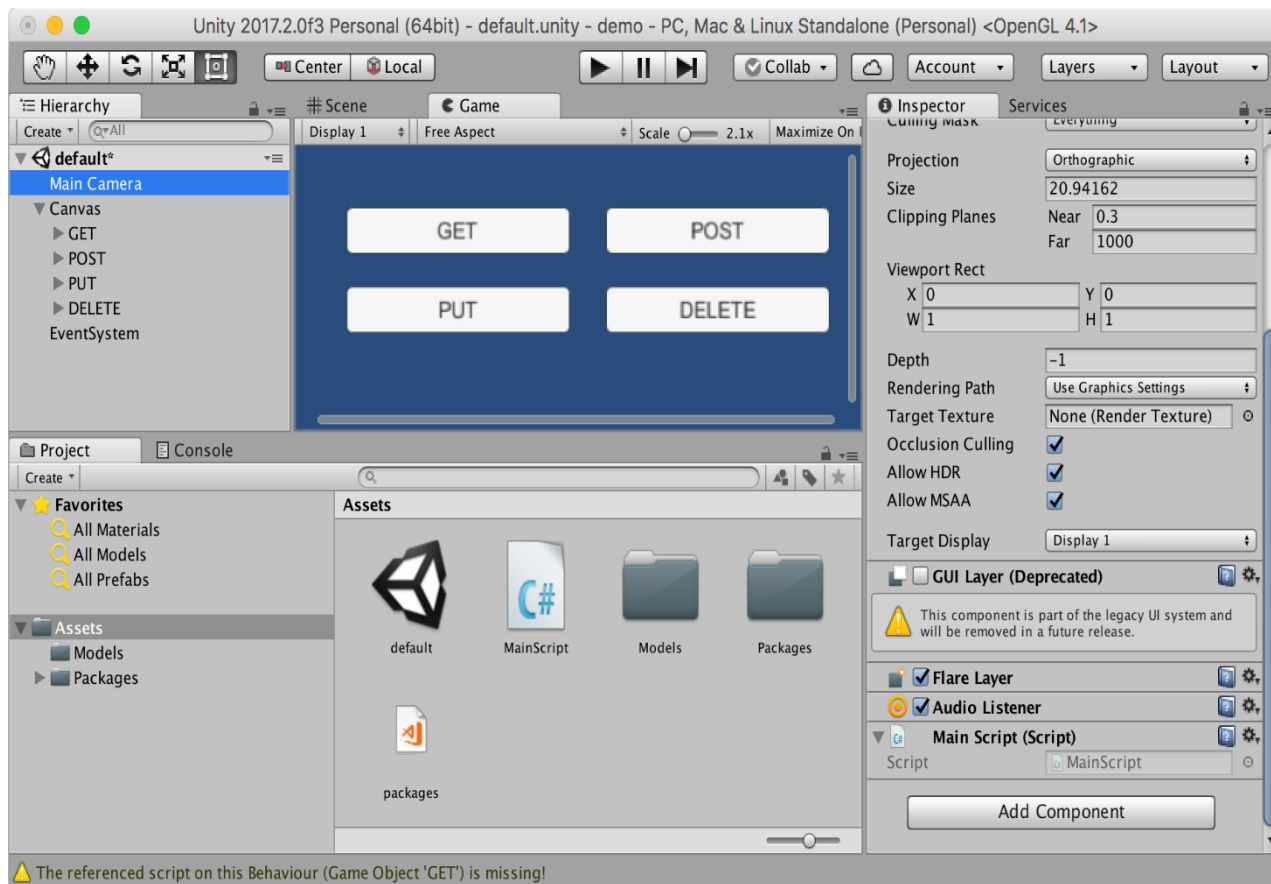 Unity 2017.2.0f3 Personal (64bit) - default.unity - demo - PC, Mac & Linux Standalone (Personal) <OpenGL 4.1>
Center Local Collab Account Layers Layout
Hierarchy
Create All
default*
Main Camera
Canvas
GET
POST
PUT
DELETE
EventSystem
Scene Game
Display 1 Free Aspect Scale 2.1x Maximize On
GET POST
PUT DELETE
Inspector Services
Culling Mask Everything
Projection Orthographic
Size 20.94162
Clipping Planes Near 0.3
Far 1000
Viewport Rect
X 0 Y 0
W 1 H 1
Depth -1
Rendering Path Use Graphics Settings
Target Texture None (Render Texture)
Occlusion Culling
Allow HDR
Allow MSAA
Target Display Display 1
GUI Layer (Deprecated)
This component is part of the legacy UI system and
will be removed in a future release.
Flare Layer
Audio Listener
C# Main Script (Script)
Script MainScript
Add Component
Project Console
Create
Favorites
All Materials
All Models
All Prefabs
Assets
Models
Packages
Assets
C#
default MainScript Models Packages
packages
The referenced script on this Behaviour (Game Object 'GET') is missing!